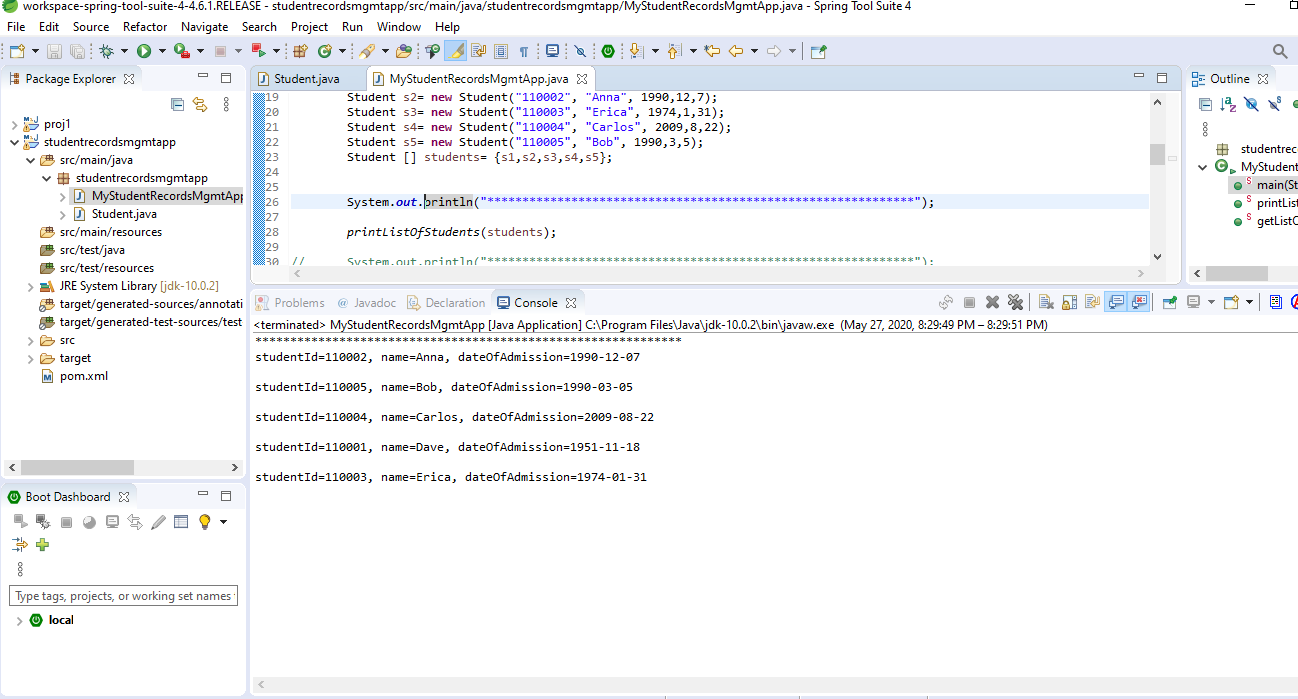 workspace-spring-tool-suite-4-4.6.1.RELEASE - studentrecordsmgmtapp/src/main/java/studentrecordsmgmtapp/MyStudentRecordsMgmtApp.java - Spring Tool Suite 4
File Edit Source Refactor Navigate Search Project Run Window Help
Package Explorer
proj1
studentrecordsmgmtapp
src/main/java
studentrecordsmgmtapp
MyStudentRecordsMgmtApp
Student.java
src/main/resources
src/test/java
src/test/resources
JRE System Library [jdk-10.0.2]
target/generated-sources/annotati
target/generated-test-sources/test
src
target
pom.xml
Boot Dashboard
Type tags, projects, or working set names
local
Student.java MyStudentRecordsMgmtApp.java
19 Student s2= new Student("110002", "Anna", 1990,12,7);
20 Student s3= new Student("110003", "Erica", 1974,1,31);
21 Student s4= new Student("110004", "Carlos", 2009,8,22);
22 Student s5= new Student("110005", "Bob", 1990,3,5);
23 Student [] students= {s1,s2,s3,s4,s5};
24
25
26 System.out.println("*************************************************************");
27
28 printListOfStudents(students);
29
30 // System.out.println("*************************************************************");
Problems @ Javadoc Declaration Console
<terminated> MyStudentRecordsMgmtApp [Java Application] C:\Program Files\Java\jdk-10.0.2\bin\javaw.exe (May 27, 2020, 8:29:49 PM – 8:29:51 PM)
*************************************************************
studentId=110002, name=Anna, dateOfAdmission=1990-12-07
studentId=110005, name=Bob, dateOfAdmission=1990-03-05
studentId=110004, name=Carlos, dateOfAdmission=2009-08-22
studentId=110001, name=Dave, dateOfAdmission=1951-11-18
studentId=110003, name=Erica, dateOfAdmission=1974-01-31
Outline
studentrec
MyStudent
main(St
printList
getListO